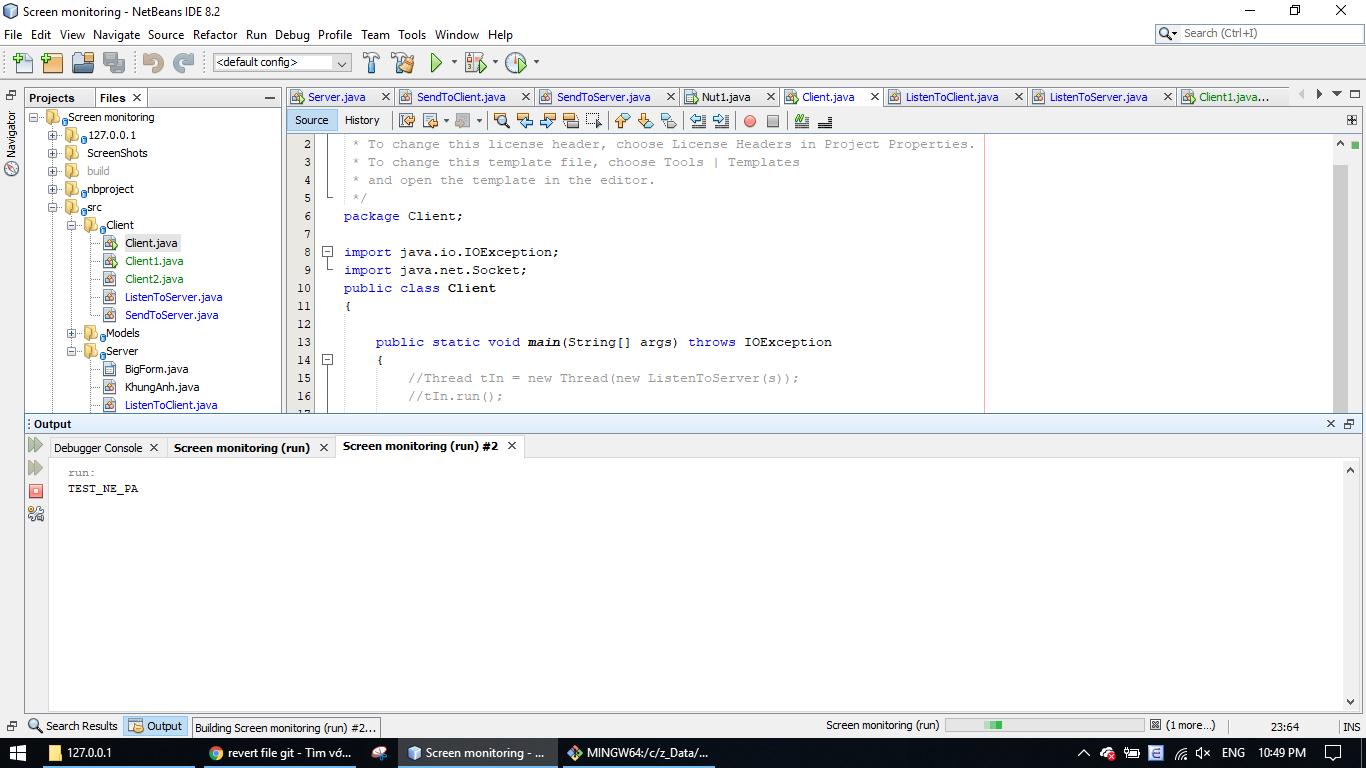 Screen monitoring - NetBeans IDE 8.2
File Edit View Navigate Source Refactor Run Debug Profile Team Tools Window Help
Search (Ctrl+I)
<default config>
Projects Files
Server.java SendToClient.java SendToServer.java Nut1.java Client.java ListenToClient.java ListenToServer.java Client1.java...
Navigator
Source History
Screen monitoring
127.0.0.1
ScreenShots
build
nbproject
src
Client
Client.java
Client1.java
Client2.java
ListenToServer.java
SendToServer.java
Models
Server
BigForm.java
KhungAnh.java
ListenToClient.java
2 * To change this license header, choose License Headers in Project Properties.
3 * To change this template file, choose Tools | Templates
4 * and open the template in the editor.
5 */
6 package Client;
7
8 import java.io.IOException;
9 import java.net.Socket;
10 public class Client
11 {
12
13 public static void main(String[] args) throws IOException
14 {
15 //Thread tIn = new Thread(new ListenToServer(s));
16 //tIn.run();
17
Output
Debugger Console Screen monitoring (run) Screen monitoring (run) #2
run:
TEST_NE_PA
Search Results Output Building Screen monitoring (run) #2... Screen monitoring (run) (1 more...) 23:64 INS
127.0.0.1 revert file git - Tìm vớ... Screen monitoring - ... MINGW64:/c/z_Data/... ENG 10:49 PM